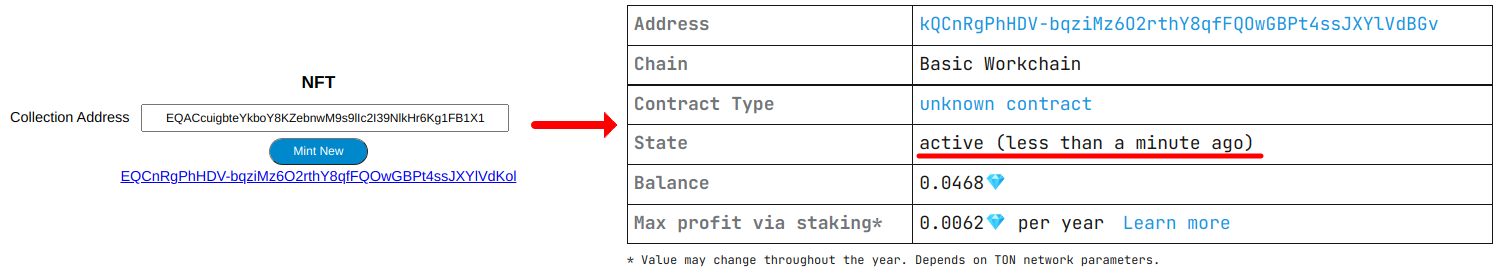 NFT
Collection Address EQACcuigbteYkboY8KZebnwM9s9lIc2I39NlkHr6Kg1FB1X1
Mint New
EQCnRgPhHDV-bqziMz6O2rthY8qfFQOwGBPt4ssJXYlVdKol
Address kQCnRgPhHDV-bqziMz6O2rthY8qfFQOwGBPt4ssJXYlVdBGv
Chain Basic Workchain
Contract Type unknown contract
State active (less than a minute ago)
Balance 0.0468💎
Max profit via staking* 0.0062💎 per year Learn more
* Value may change throughout the year. Depends on TON network parameters.